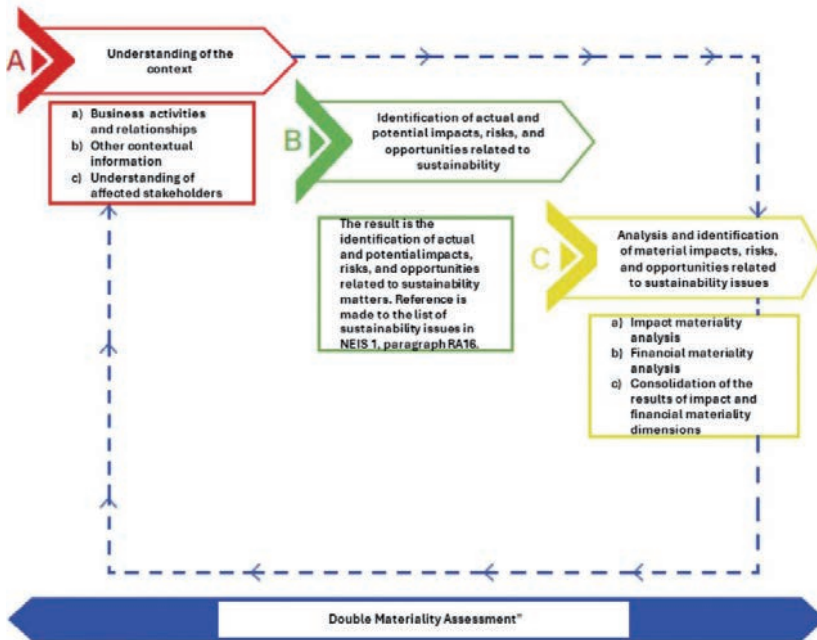 A
Understanding of the
context
a) Business activities
and relationships
b) Other contextual
information
c) Understanding of
affected stakeholders
B
Identification of actual and
potential impacts, risks, and
opportunities related to
sustainability
The result is the
identification of actual
and potential impacts,
risks, and opportunities
related to sustainability
matters. Reference is
made to the list of
sustainability issues in
NEIS 1, paragraph RA16.
C
Analysis and identification
of material impacts, risks,
and opportunities related
to sustainability issues
a) Impact materiality
analysis
b) Financial materiality
analysis
c) Consolidation of the
results of impact and
financial materiality
dimensions
Double Materiality Assessment"